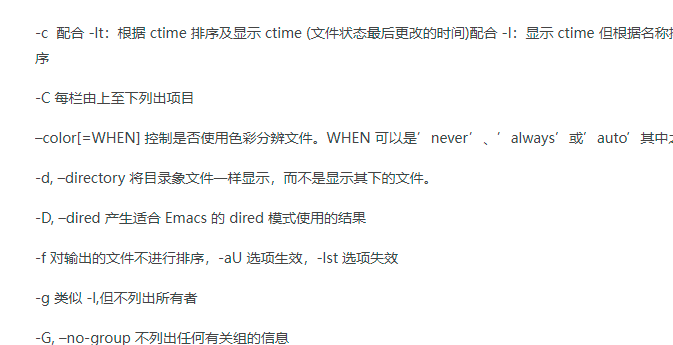 -c 配合 -lt：根据 ctime 排序及显示 ctime (文件状态最后更改的时间)配合 -l：显示 ctime 但根据名称
序
-C 每栏由上至下列出项目
–color[=WHEN] 控制是否使用色彩分辨文件。WHEN 可以是’never’、’always’或’auto’其中
-d, –directory 将目录象文件一样显示，而不是显示其下的文件。
-D, –dired 产生适合 Emacs 的 dired 模式使用的结果
-f 对输出的文件不进行排序，-aU 选项生效，-lst 选项失效
-g 类似 -l,但不列出所有者
-G, –no-group 不列出任何有关组的信息